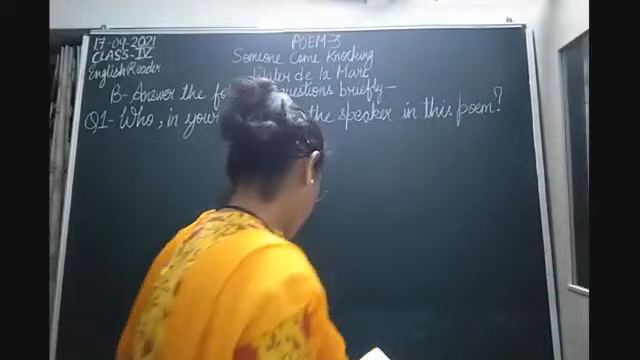 17-09-2021
CLASS-IV
English Reader
POEM-3
Someone Came Knocking
Walter de la Mare
B- Answer the questions briefly-
Q1- Who, in your the speaker in this poem?